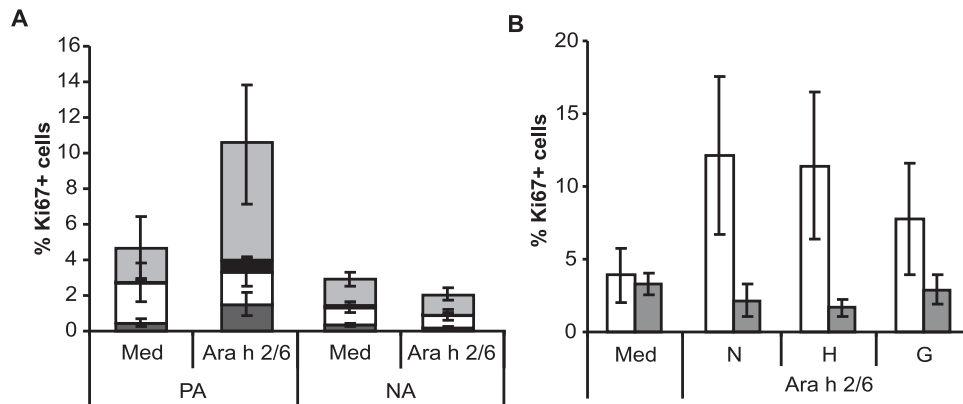 A
% Ki67+ cells
16
14
12
10
8
6
4
2
0
Med
Ara h 2/6
Med
Ara h 2/6
PA
NA
B
% Ki67+ cells
20
15
10
5
0
Med
N
H
G
Ara h 2/6